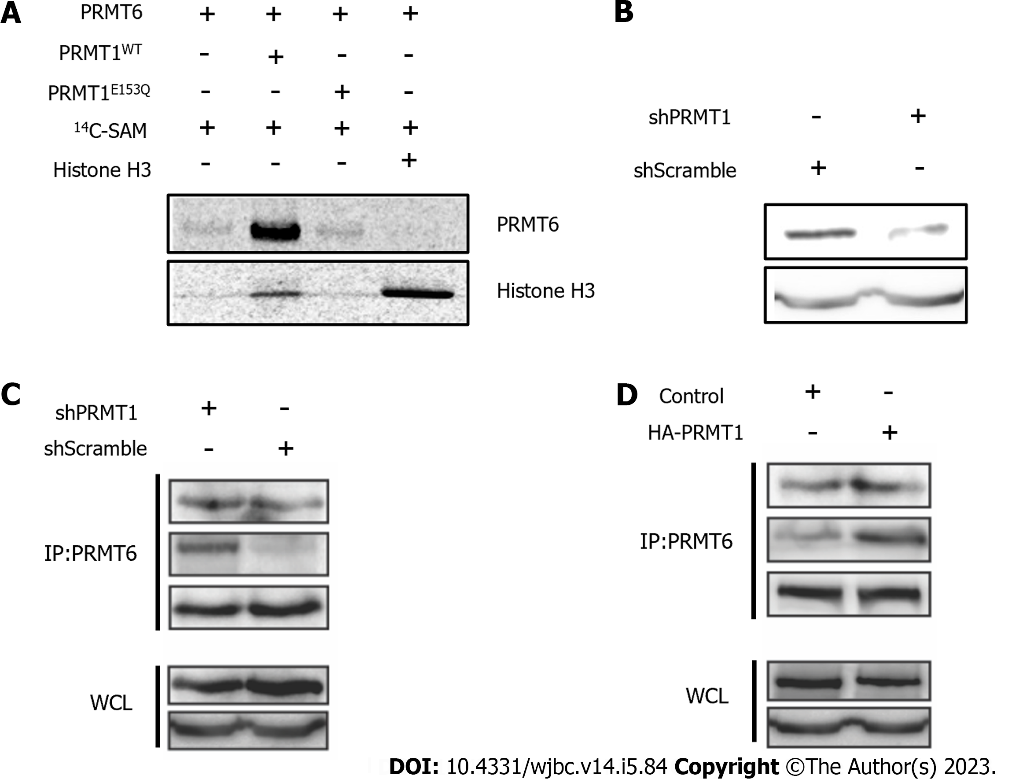 A
PRMT6 + + + +
PRMT1WT - + - -
PRMT1E153Q - - + -
14C-SAM + + + +
Histone H3 - - - +
PRMT6
Histone H3
B
shPRMT1 - +
shScramble + -
C
shPRMT1 + -
shScramble - +
IP:PRMT6
WCL
D
Control + -
HA-PRMT1 - +
IP:PRMT6
WCL
DOI: 10.4331/wjbc.v14.i5.84 Copyright ©The Author(s) 2023.